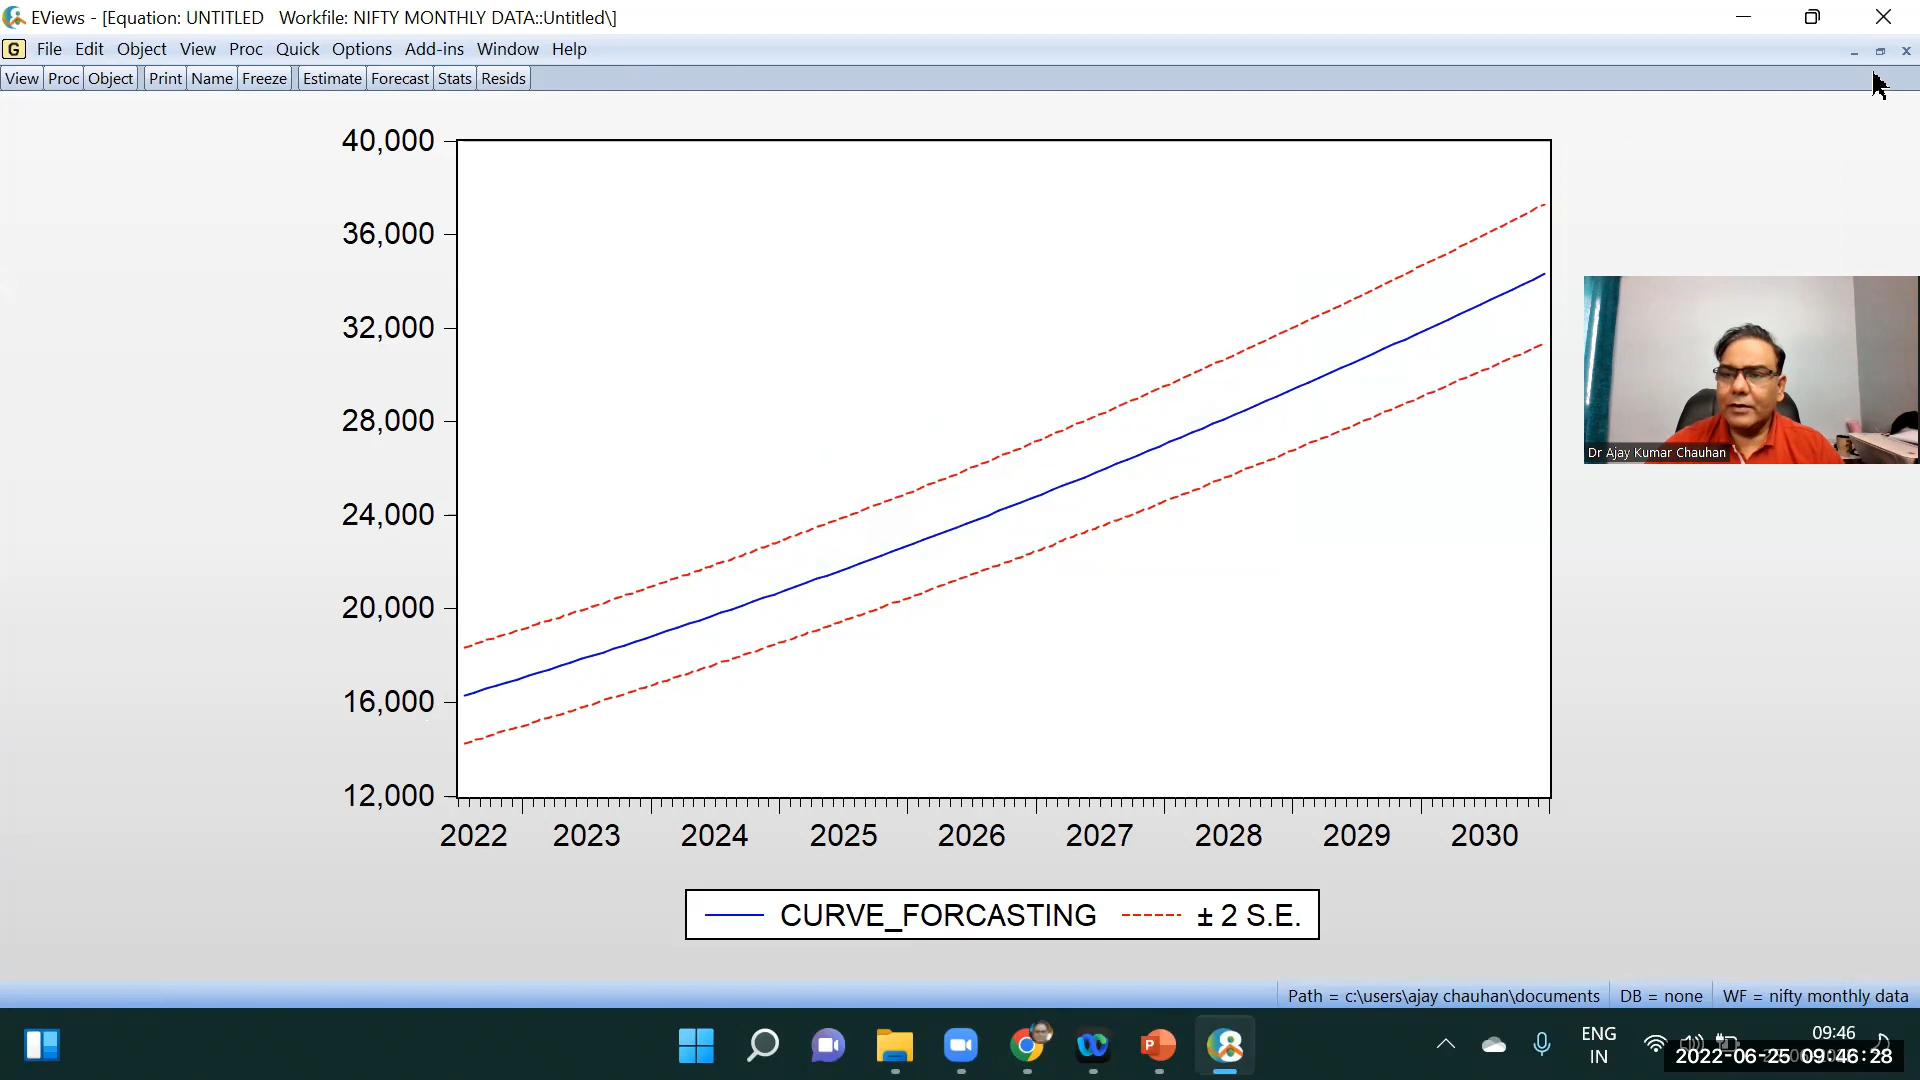 EViews - [Equation: UNTITLED Workfile: NIFTY MONTHLY DATA::Untitled\]
G File Edit Object View Proc Quick Options Add-ins Window Help
View Proc Object Print Name Freeze Estimate Forecast Stats Resids
40,000
36,000
32,000
28,000
24,000
20,000
16,000
12,000
2022 2023 2024 2025 2026 2027 2028 2029 2030
CURVE_FORCASTING ± 2 S.E.
Dr Ajay Kumar Chauhan
Path = c:\users\ajay chauhan\documents DB = none WF = nifty monthly data
P
ENG
IN
09:46
2022-06-25 09:46:28